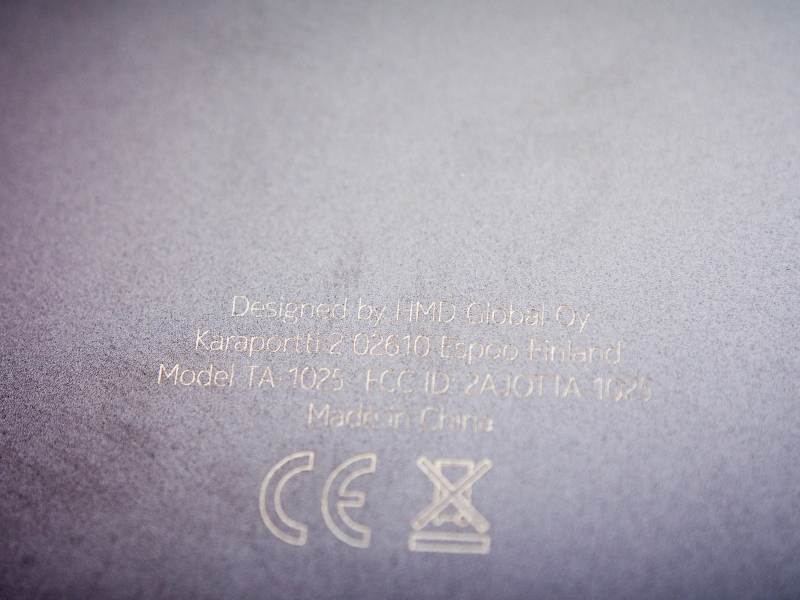 Designed by HMD Global Oy
Karaportti 2 02610 Espoo Finland
Model TA-1025 FCC ID: 2AJOTTA-1025
Made in China
CE